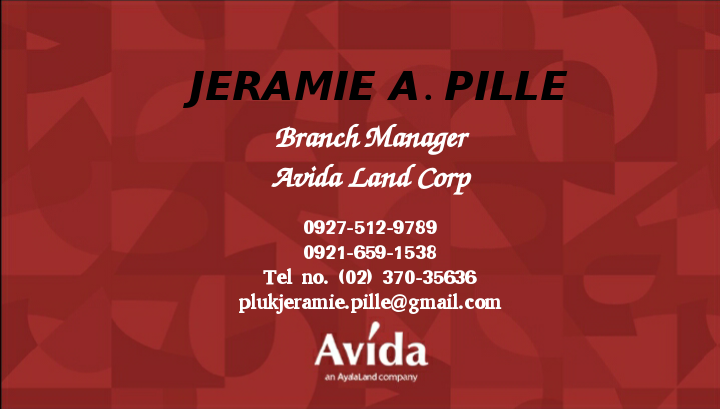 JERAMIE A. PILLE
Branch Manager
Avida Land Corp
0927-512-9789
0921-659-1538
Tel no. (02) 370-35636
plukjeramie.pille@gmail.com
Avída
an AyalaLand company